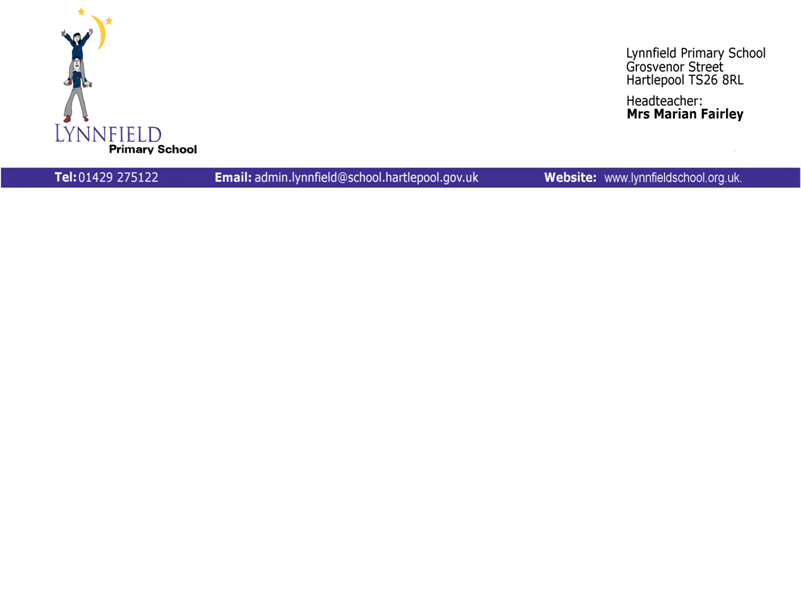 LYNNFIELD
Primary School
Lynnfield Primary School
Grosvenor Street
Hartlepool TS26 8RL
Headteacher:
Mrs Marian Fairley
Tel: 01429 275122 Email: admin.lynnfield@school.hartlepool.gov.uk Website: www.lynnfieldschool.org.uk.